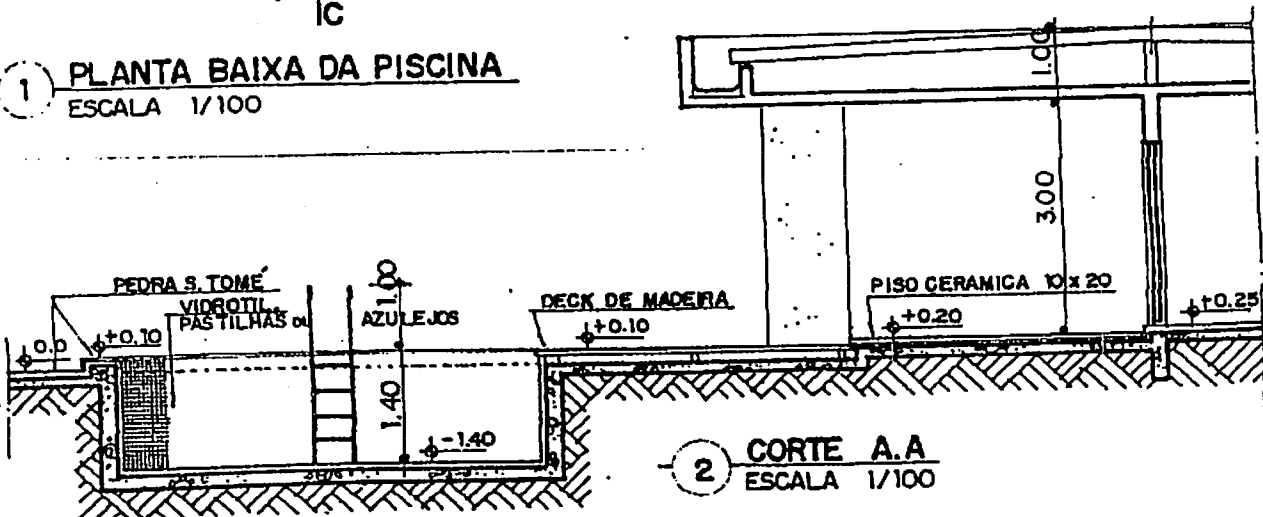 IC
1 PLANTA BAIXA DA PISCINA
ESCALA 1/100
1.00
3.00
PEDRA S. TOMÉ
VIDROTIL,
PASTILHAS OU AZULEJOS
1.00
DECK DE MADEIRA
PISO CERAMICA 10 x 20
0.0
+0.10
+0.10
+0.20
+0.25
1.40
-1.40
2 CORTE A.A
ESCALA 1/100